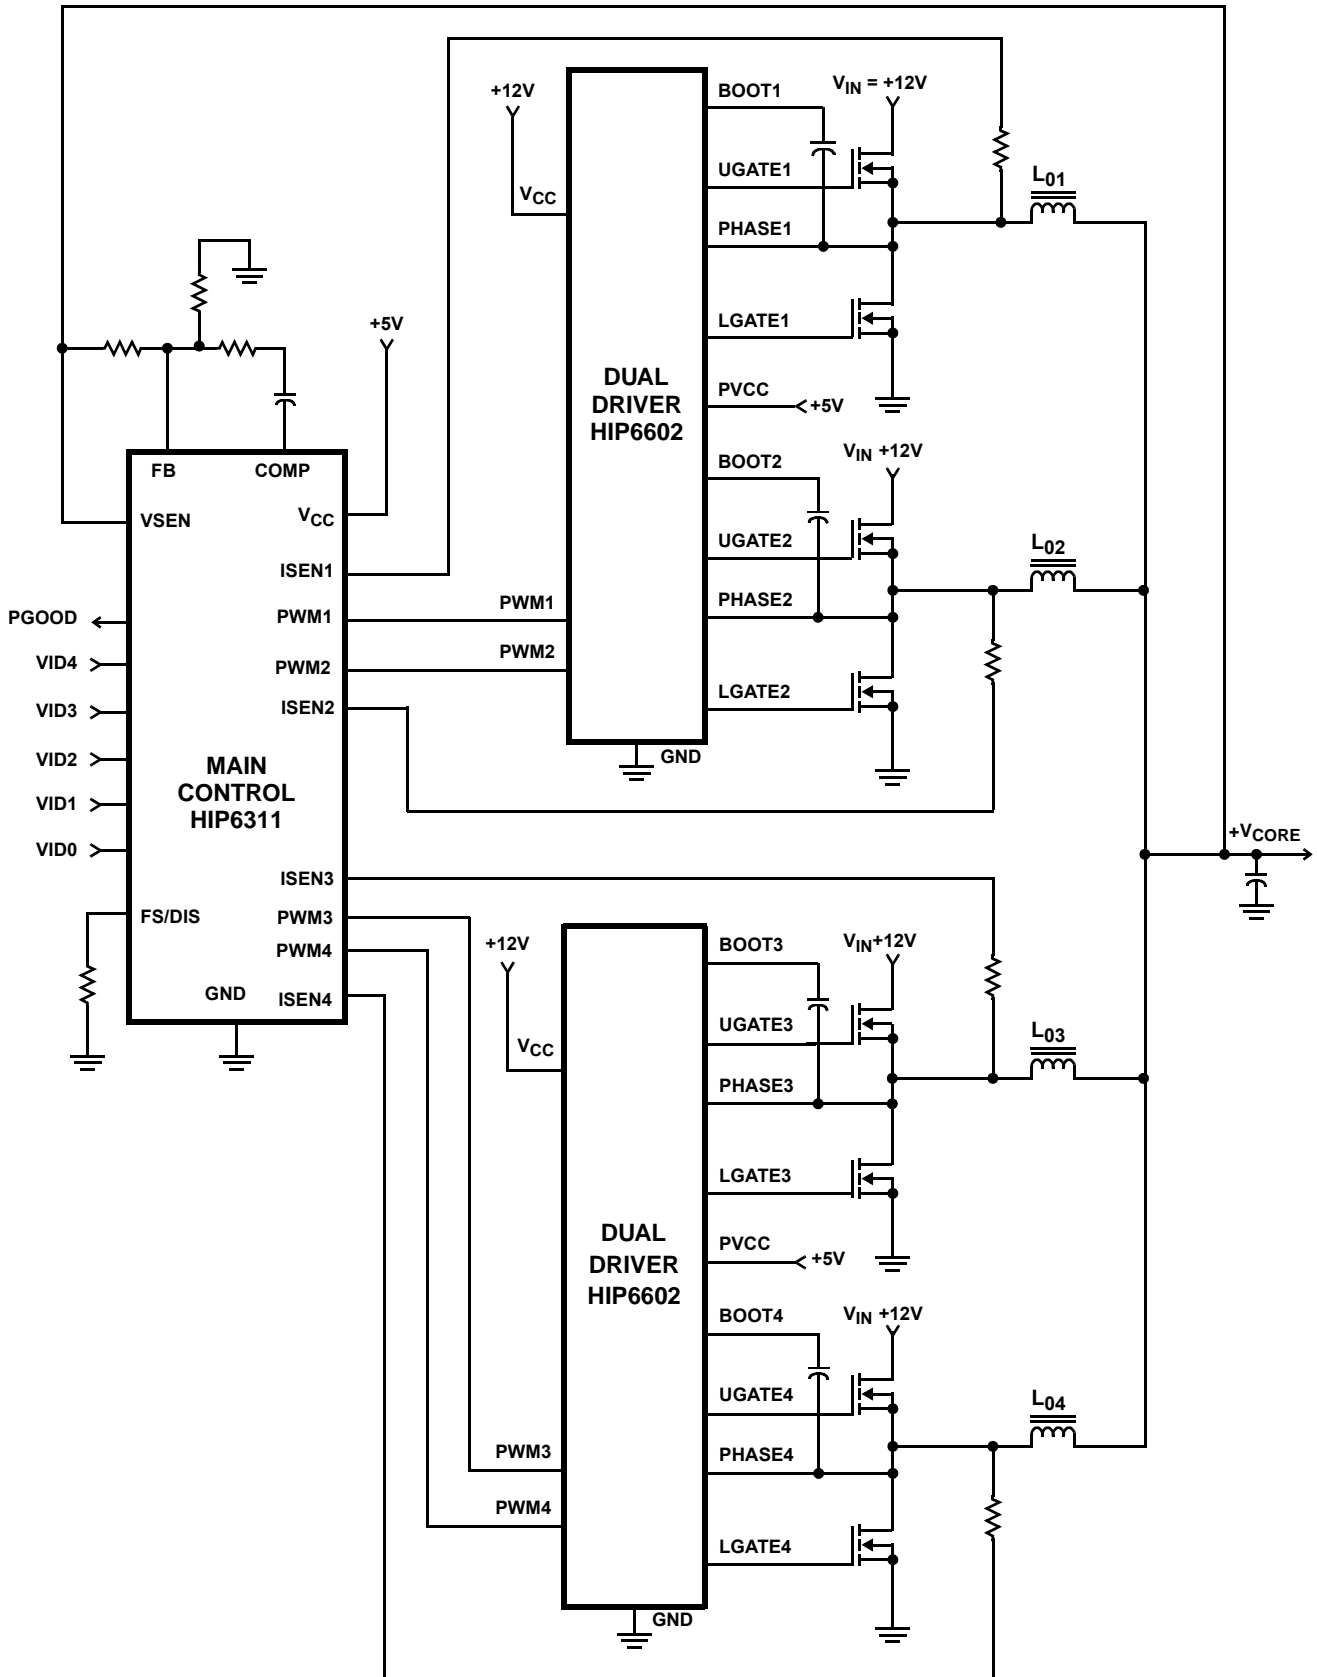 +12V
BOOT1
VIN = +12V
UGATE1
VCC
L01
PHASE1
LGATE1
+5V
DUAL
DRIVER
HIP6602
PVCC
+5V
BOOT2
VIN +12V
FB
COMP
VSEN
VCC
UGATE2
L02
ISEN1
PHASE2
PGOOD
PWM1
PWM1
VID4
PWM2
PWM2
LGATE2
VID3
ISEN2
GND
VID2
MAIN
CONTROL
HIP6311
VID1
VID0
+VCORE
ISEN3
FS/DIS
PWM3
PWM4
GND
ISEN4
+12V
BOOT3
VIN+12V
UGATE3
VCC
L03
PHASE3
LGATE3
DUAL
DRIVER
HIP6602
PVCC
+5V
BOOT4
VIN +12V
UGATE4
L04
PWM3
PHASE4
PWM4
LGATE4
GND